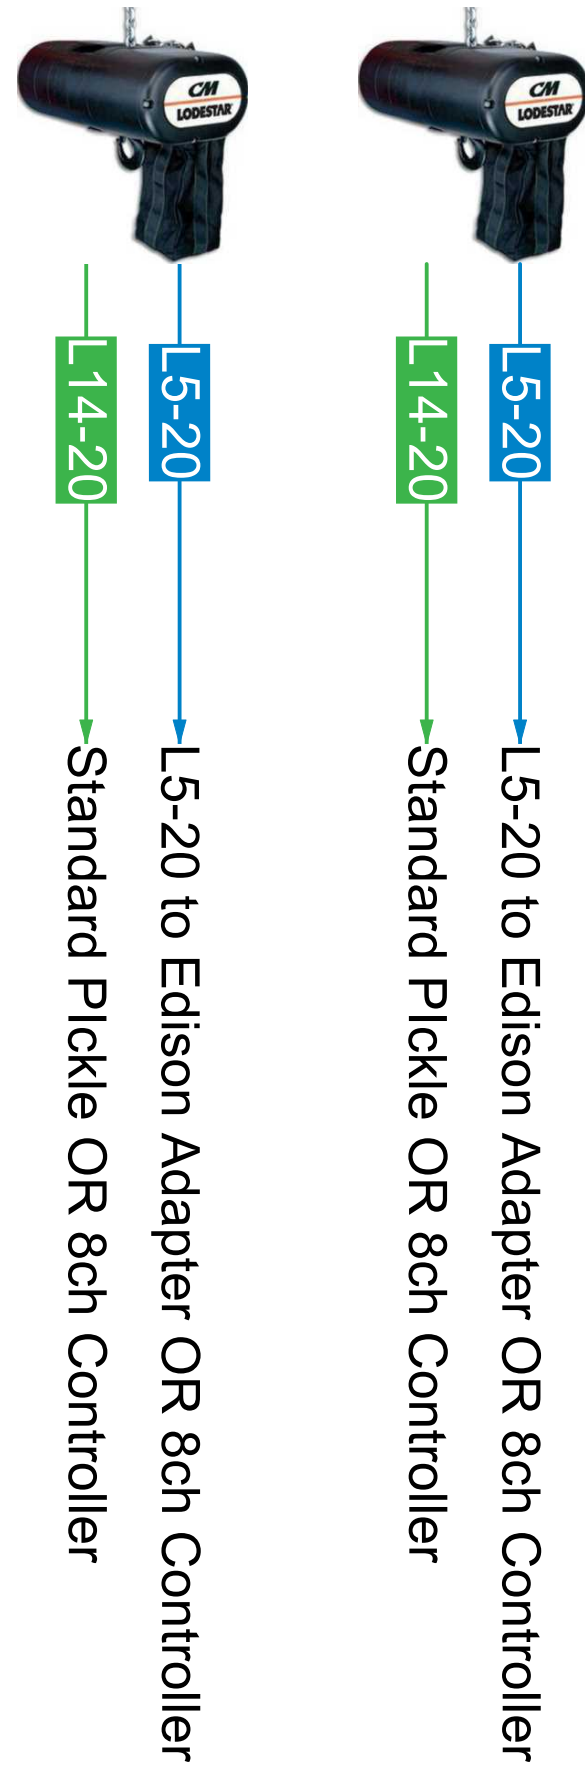 CM
LODESTAR
CM
LODESTAR
L14-20
L5-20
L14-20
L5-20
Standard PIckle OR 8ch Controller
L5-20 to Edison Adapter OR 8ch Controller
Standard PIckle OR 8ch Controller
L5-20 to Edison Adapter OR 8ch Controller